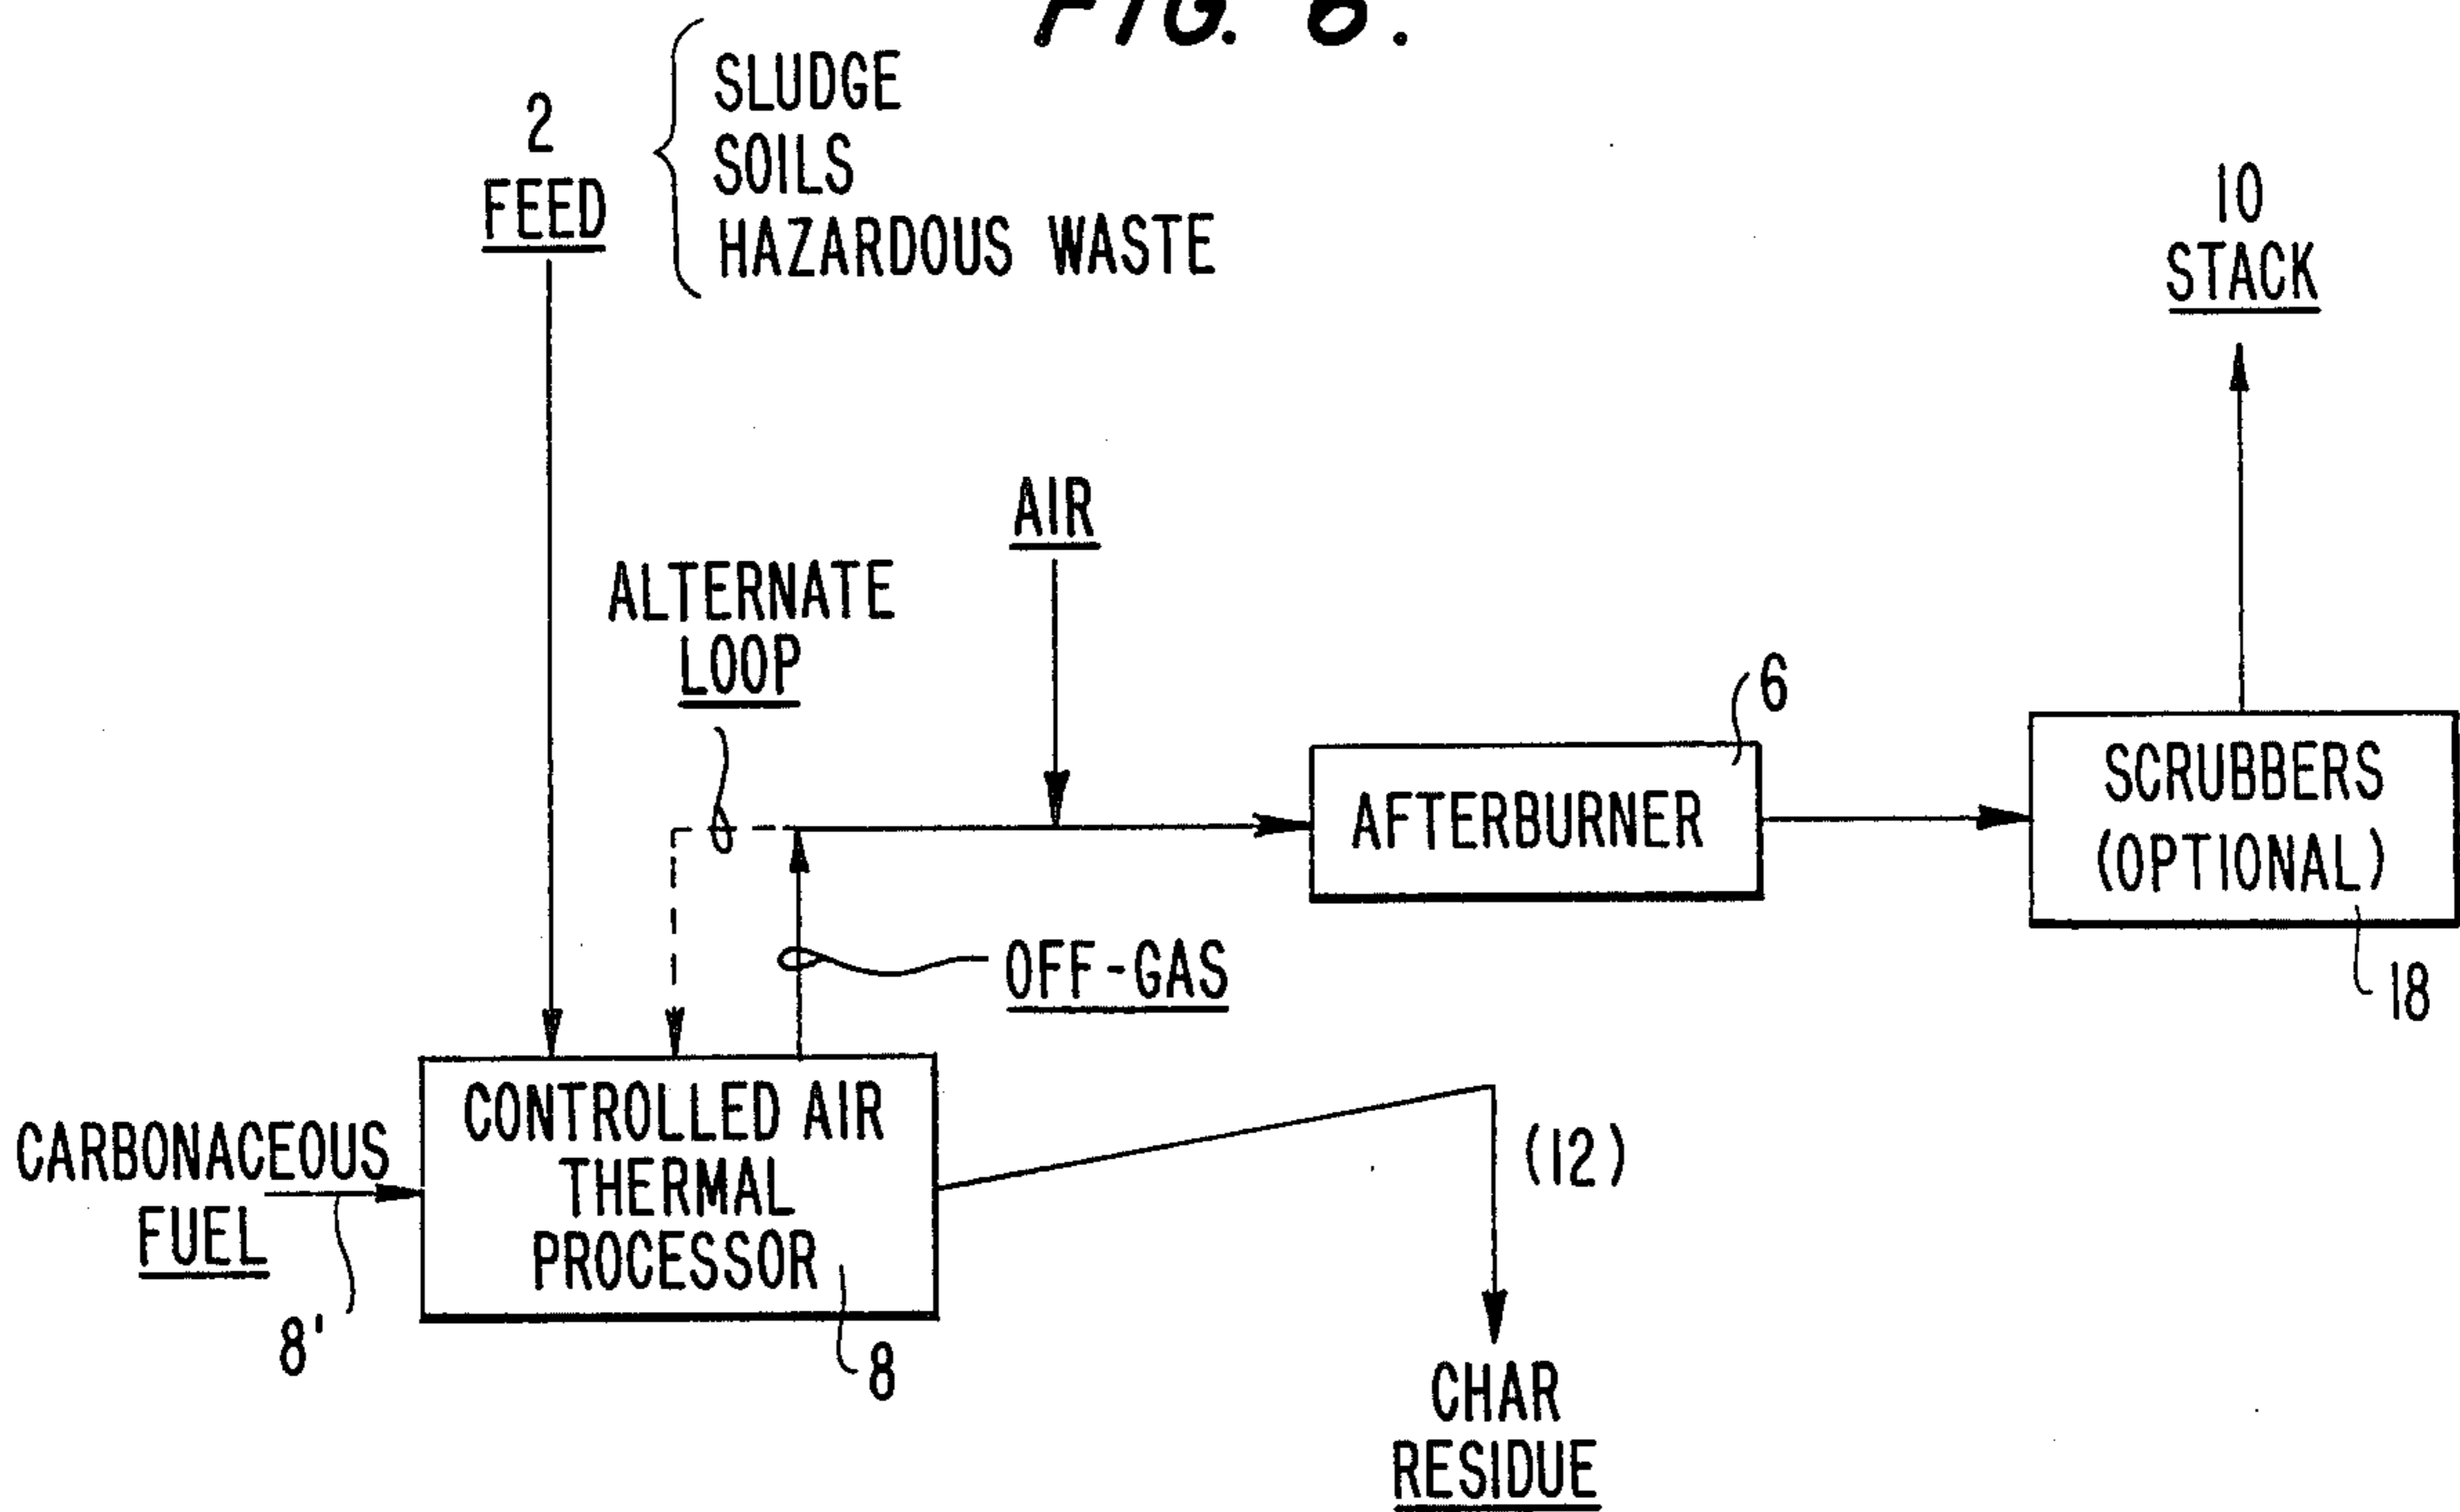 FIG.
2
FEED
SLUDGE
SOILS
HAZARDOUS WASTE
10
STACK
AIR
ALTERNATE
LOOP
6
AFTERBURNER
SCRUBBERS
(OPTIONAL)
18
OFF-GAS
CARBONACEOUS
FUEL
8'
CONTROLLED AIR
THERMAL
PROCESSOR
8
(12)
CHAR
RESIDUE